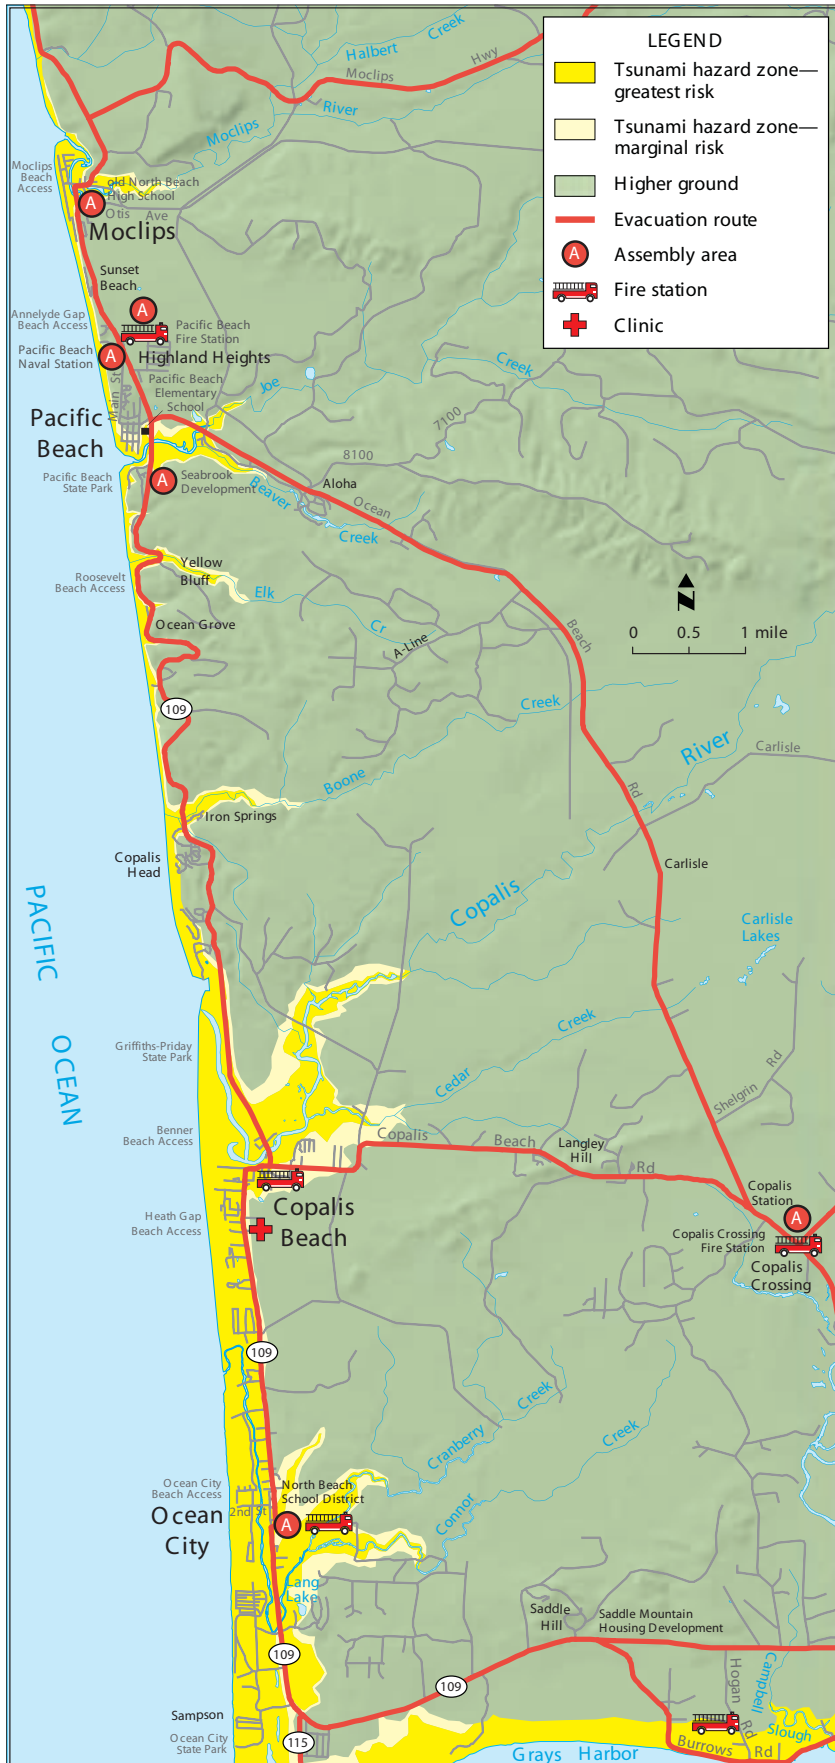 LEGEND
Tsunami hazard zone—
greatest risk
Tsunami hazard zone—
marginal risk
Higher ground
Evacuation route
A
Assembly area
Fire station
Clinic
Halbert
Creek
Moclips
Hwy
River
Moclips
Moclips
Beach
Access
old North Beach
High School
A
Otis
Ave
Moclips
Sunset
Beach
A
Annelyde Gap
Beach Access
Pacific Beach
Fire Station
Pacific Beach
Naval Station
A
Highland Heights
Main St
Pacific Beach
Elementary
School
Joe
Creek
Pacific
Beach
7100
8100
Pacific Beach
State Park
A
Seabrook
Development
Aloha
Beaver
Creek
Ocean
Beach
Rd
Yellow
Bluff
Roosevelt
Beach Access
Elk
Cr
Ocean Grove
A-Line
0
0.5
1 mile
N
109
Creek
Boone
River
Copalis
Carlisle
Iron Springs
Copalis
Head
Carlisle
Carlisle
Lakes
PACIFIC
OCEAN
Griffiths-Priday
State Park
Creek
Cedar
Shelgrin
Rd
Benner
Beach Access
Copalis
Beach
Rd
Langley
Hill
Copalis
Station
A
Copalis
Beach
Heath Gap
Beach Access
Copalis Crossing
Fire Station
Copalis
Crossing
109
Creek
Cranberry
Creek
Connor
Ocean City
Beach Access
North Beach
School District
2nd St
A
Ocean
City
Lang
Lake
Saddle
Hill
Saddle Mountain
Housing Development
109
109
Hogan
Rd
Campbell
Slough
Sampson
Ocean City
State Park
115
Burrows
Rd
Grays Harbor